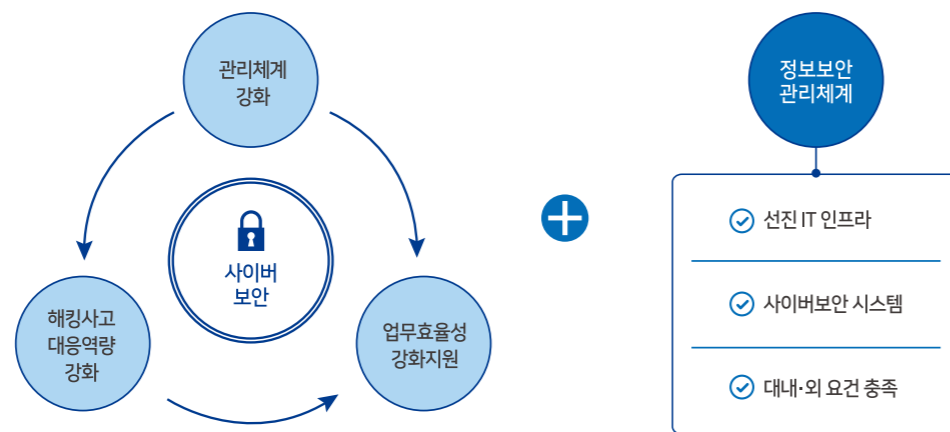 관리체계
강화
사이버
보안
해킹사고
대응역량
강화
업무효율성
강화지원
정보보안
관리체계
선진 IT 인프라
사이버보안 시스템
대내·외 요건 충족